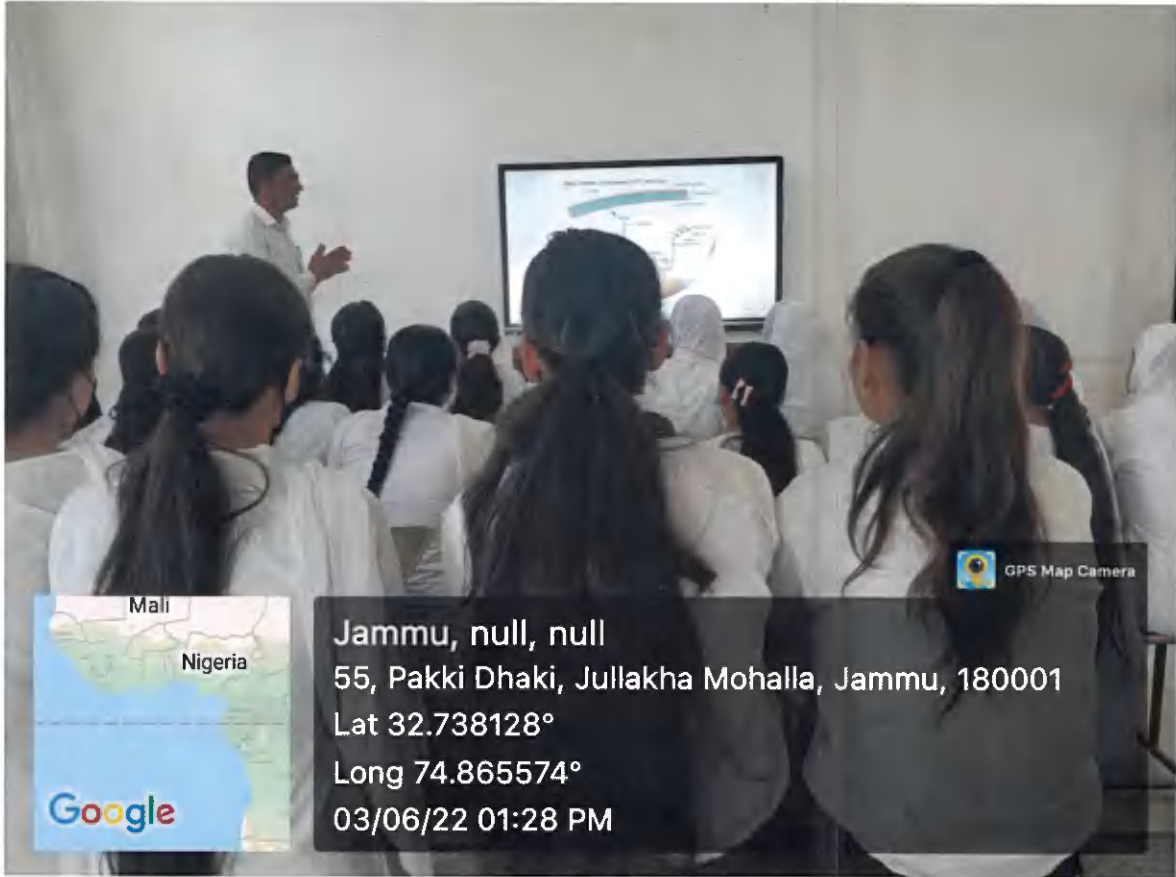 GPS Map Camera
Mali
Nigeria
Google
Jammu, null, null
55, Pakki Dhaki, Jullakha Mohalla, Jammu, 180001
Lat 32.738128°
Long 74.865574°
03/06/22 01:28 PM